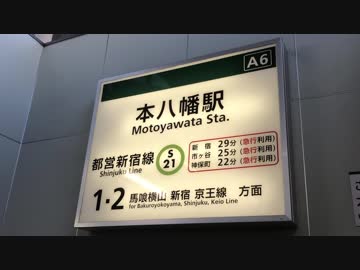 A6
本八幡駅
Motoyawata Sta.
都営新宿線
Shinjuku Line
S
21
新宿 29分(急行利用)
市ヶ谷 25分(急行利用)
神保町 22分(急行利用)
1・2 馬喰横山 新宿 京王線 方面
for Bakuroyokoyama, Shinjuku, Keio Line